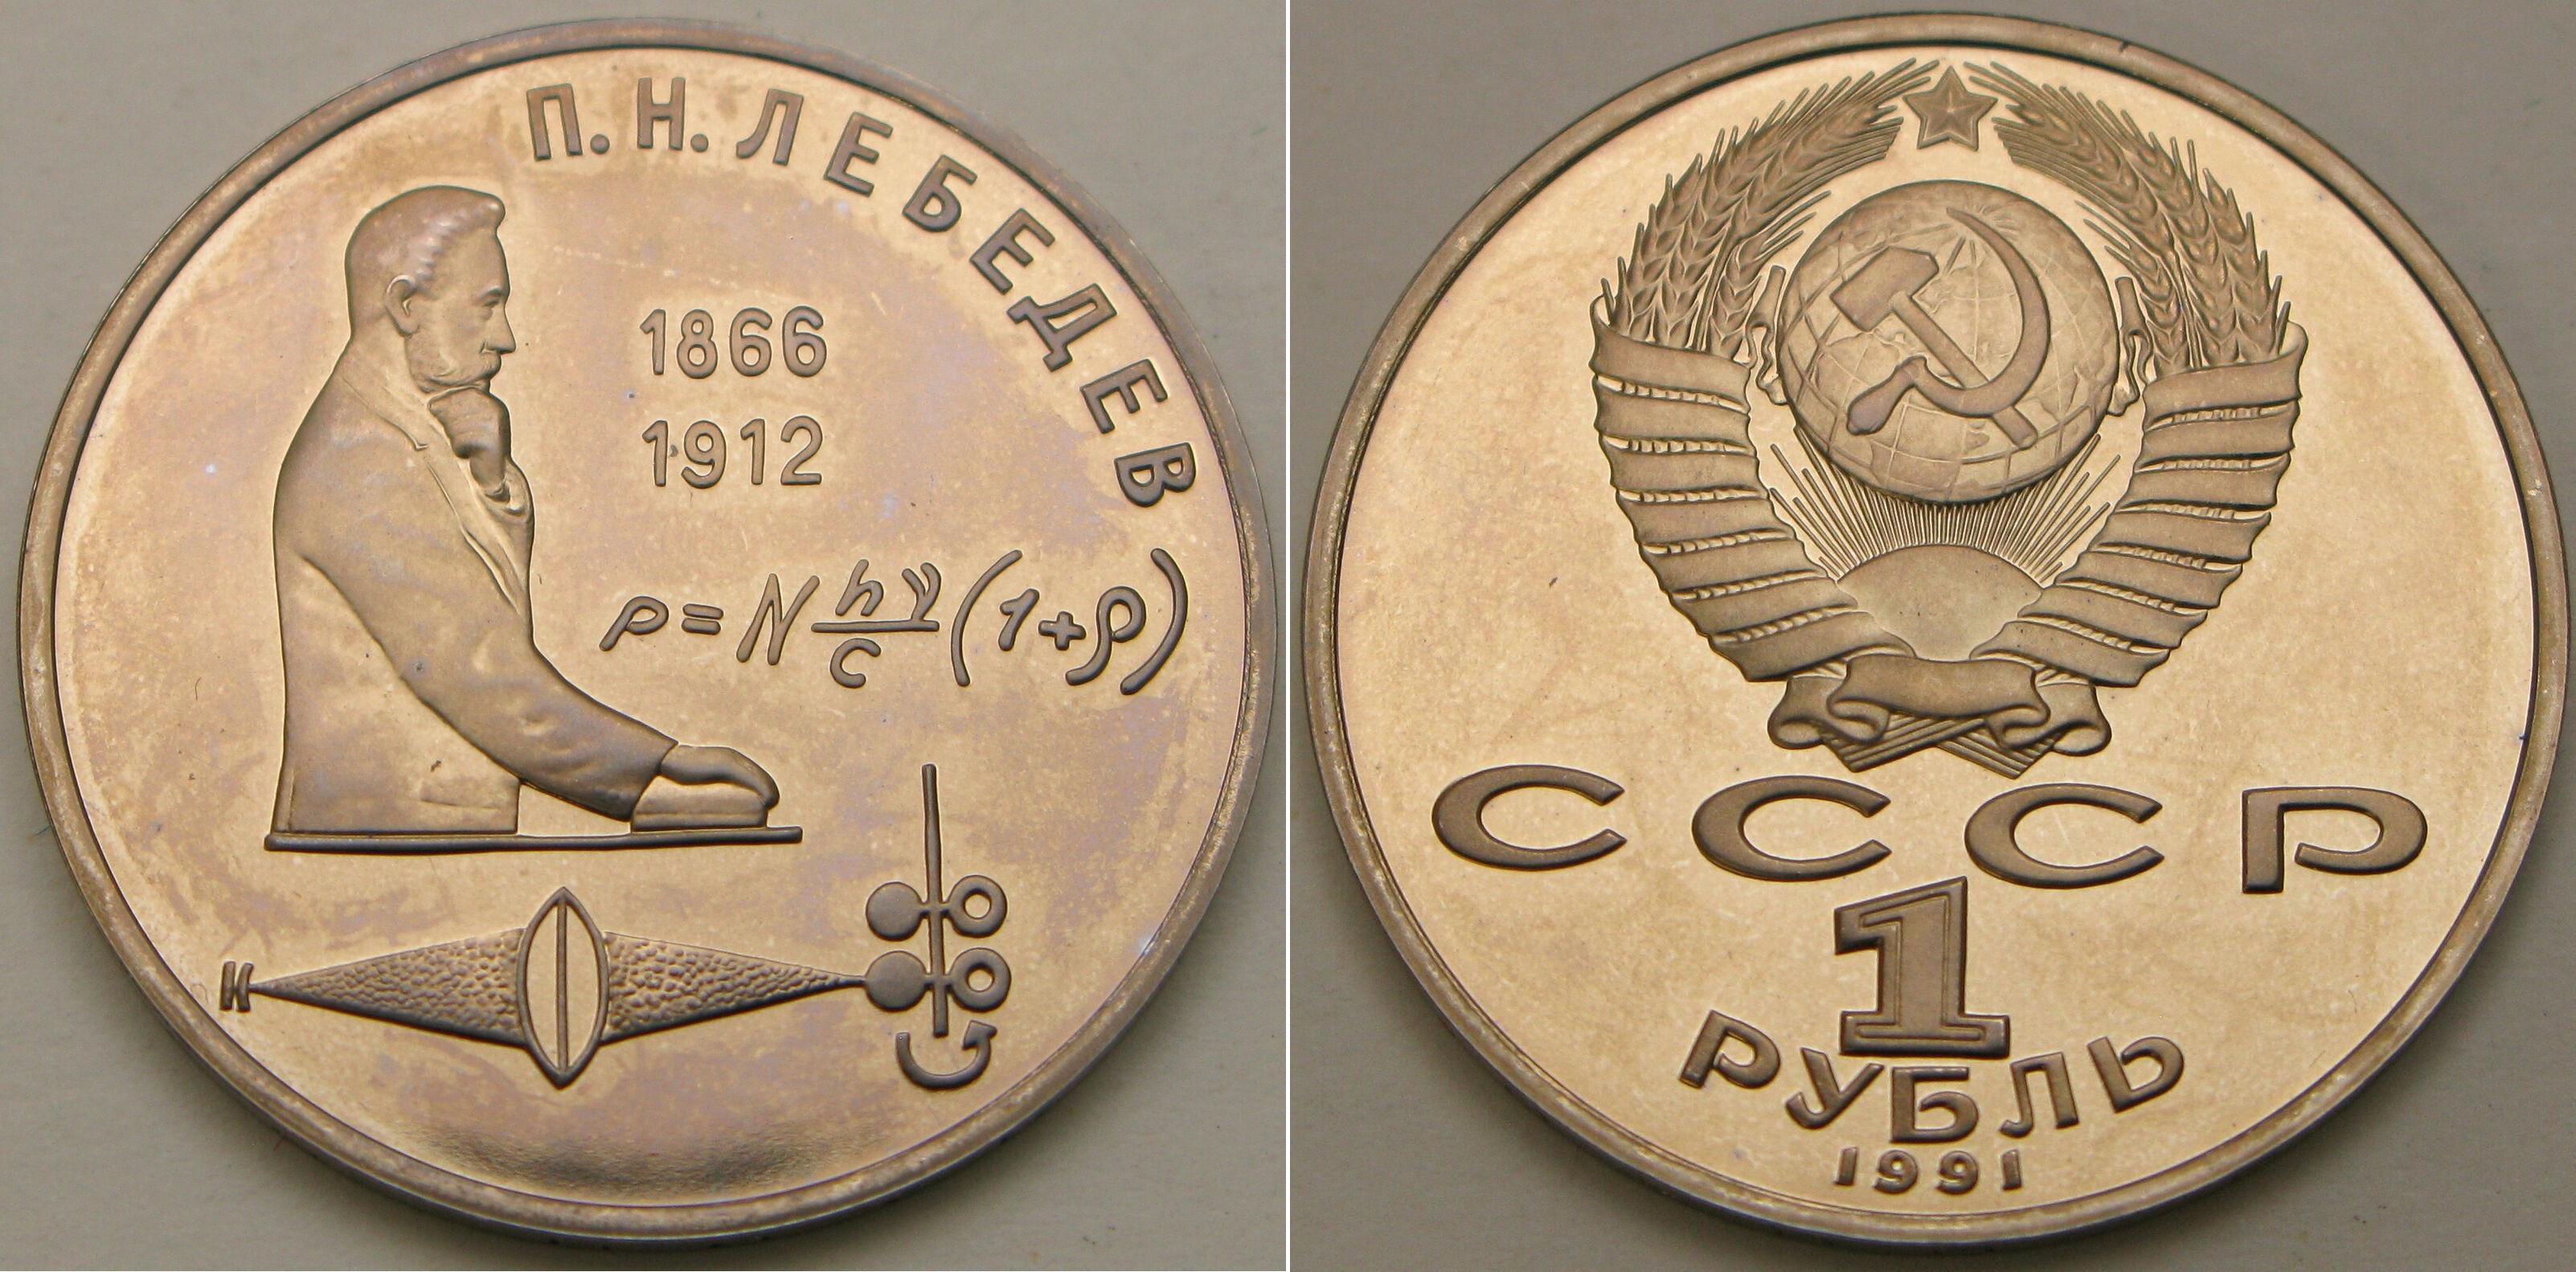 П. Н. ЛЕБЕДЕВ
1866
1912
p=N hν/c (1+ρ)
К
СССР
1
РУБЛЬ
1991